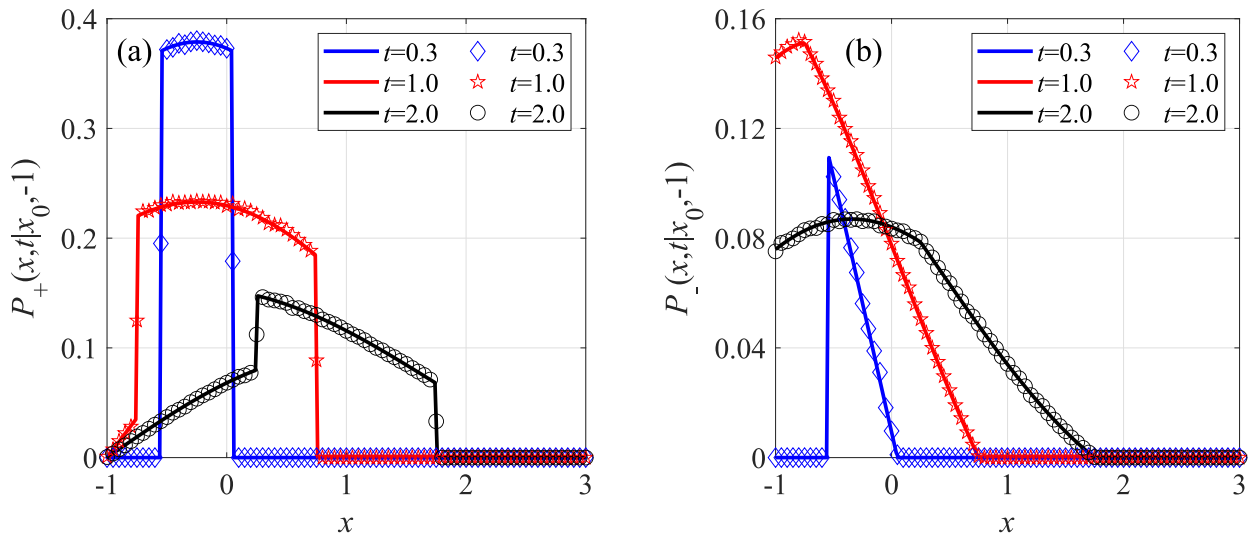 (a)
t=0.3 t=0.3
t=1.0 t=1.0
t=2.0 t=2.0
0.4
0.3
0.2
0.1
0
-1 0 1 2 3
x
P+(x,t|x0,-1)
(b)
t=0.3 t=0.3
t=1.0 t=1.0
t=2.0 t=2.0
0.16
0.12
0.08
0.04
0
-1 0 1 2 3
x
P-(x,t|x0,-1)